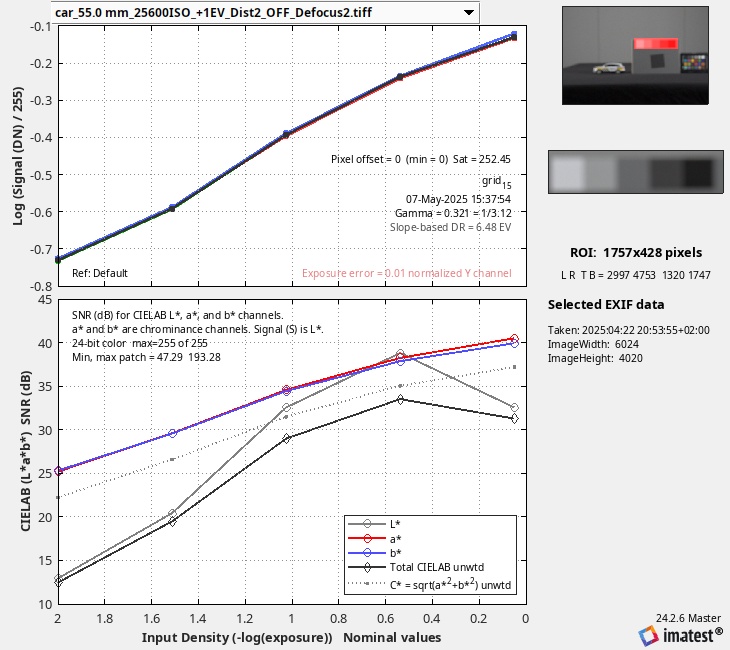 car_55.0 mm_25600ISO_+1EV_Dist2_OFF_Defocus2.tiff
-0.1
-0.2
-0.3
-0.4
-0.5
-0.6
-0.7
-0.8
Log (Signal (DN) / 255)
Pixel offset = 0 (min = 0) Sat = 252.45
grid15
07-May-2025 15:37:54
Gamma = 0.321 = 1/3.12
Slope-based DR = 6.48 EV
Ref: Default
Exposure error = 0.01 normalized Y channel
45
40
35
30
25
20
15
10
CIELAB (L*a*b*) SNR (dB)
SNR (dB) for CIELAB L*, a*, and b* channels.
a* and b* are chrominance channels. Signal (S) is L*.
24-bit color max=255 of 255
Min, max patch = 47.29 193.28
L*
a*
b*
Total CIELAB unwtd
C* = sqrt(a*2+b*2) unwtd
2 1.8 1.6 1.4 1.2 1 0.8 0.6 0.4 0.2 0
Input Density (-log(exposure)) Nominal values
ROI: 1757x428 pixels
L R T B = 2997 4753 1320 1747
Selected EXIF data
Taken: 2025:04:22 20:53:55+02:00
ImageWidth: 6024
ImageHeight: 4020
24.2.6 Master
imatest®